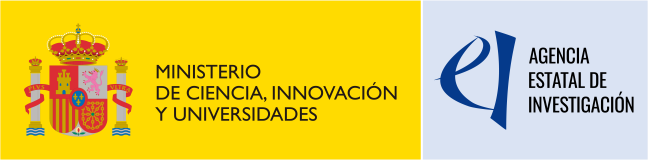 MINISTERIO
DE CIENCIA, INNOVACIÓN
Y UNIVERSIDADES
AGENCIA
ESTATAL DE
INVESTIGACIÓN